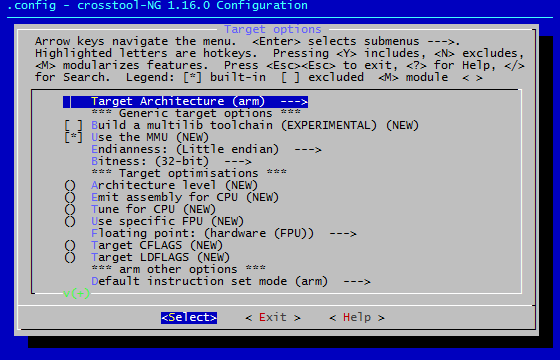 .config - crosstool-NG 1.16.0 Configuration
Target options
Arrow keys navigate the menu. <Enter> selects submenus --->.
Highlighted letters are hotkeys. Pressing <Y> includes, <N> excludes,
<M> modularizes features. Press <Esc><Esc> to exit, <?> for Help, </>
for Search. Legend: [*] built-in [ ] excluded <M> module < >
Target Architecture (arm) --->
*** Generic target options ***
[ ] Build a multilib toolchain (EXPERIMENTAL) (NEW)
[*] Use the MMU (NEW)
Endianness: (Little endian) --->
Bitness: (32-bit) --->
*** Target optimisations ***
() Architecture level (NEW)
() Emit assembly for CPU (NEW)
() Tune for CPU (NEW)
() Use specific FPU (NEW)
Floating point: (hardware (FPU)) --->
() Target CFLAGS (NEW)
() Target LDFLAGS (NEW)
*** arm other options ***
Default instruction set mode (arm) --->
v(+)
<Select> < Exit > < Help >